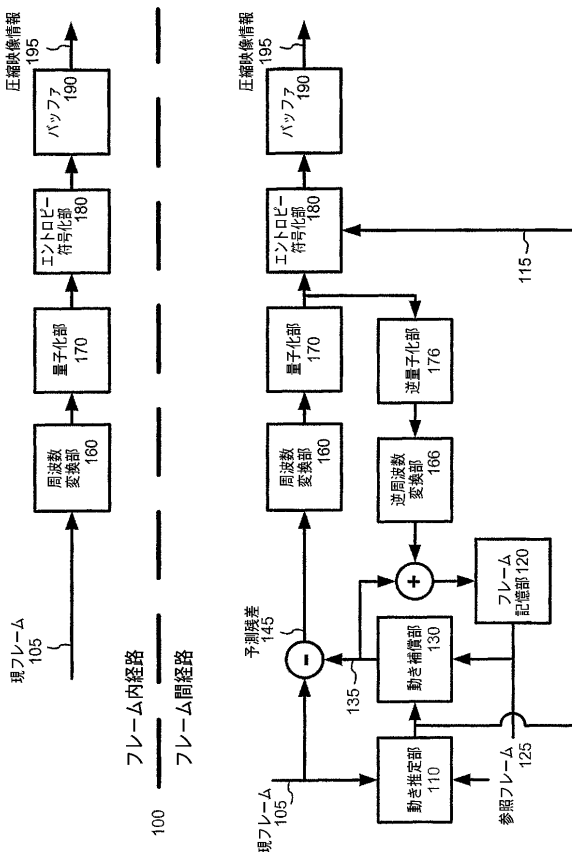 現フレーム
105
周波数
変換部
160
量子化部
170
エントロピー
符号化部
180
バッファ
190
圧縮映像情報
195
フレーム内経路
100
フレーム間経路
現フレーム
105
予測残差
145
周波数
変換部
160
量子化部
170
エントロピー
符号化部
180
バッファ
190
圧縮映像情報
195
-
135
+
逆周波数
変換部
166
逆量子化部
176
115
動き推定部
110
動き補償部
130
フレーム
記憶部 120
参照フレーム
125